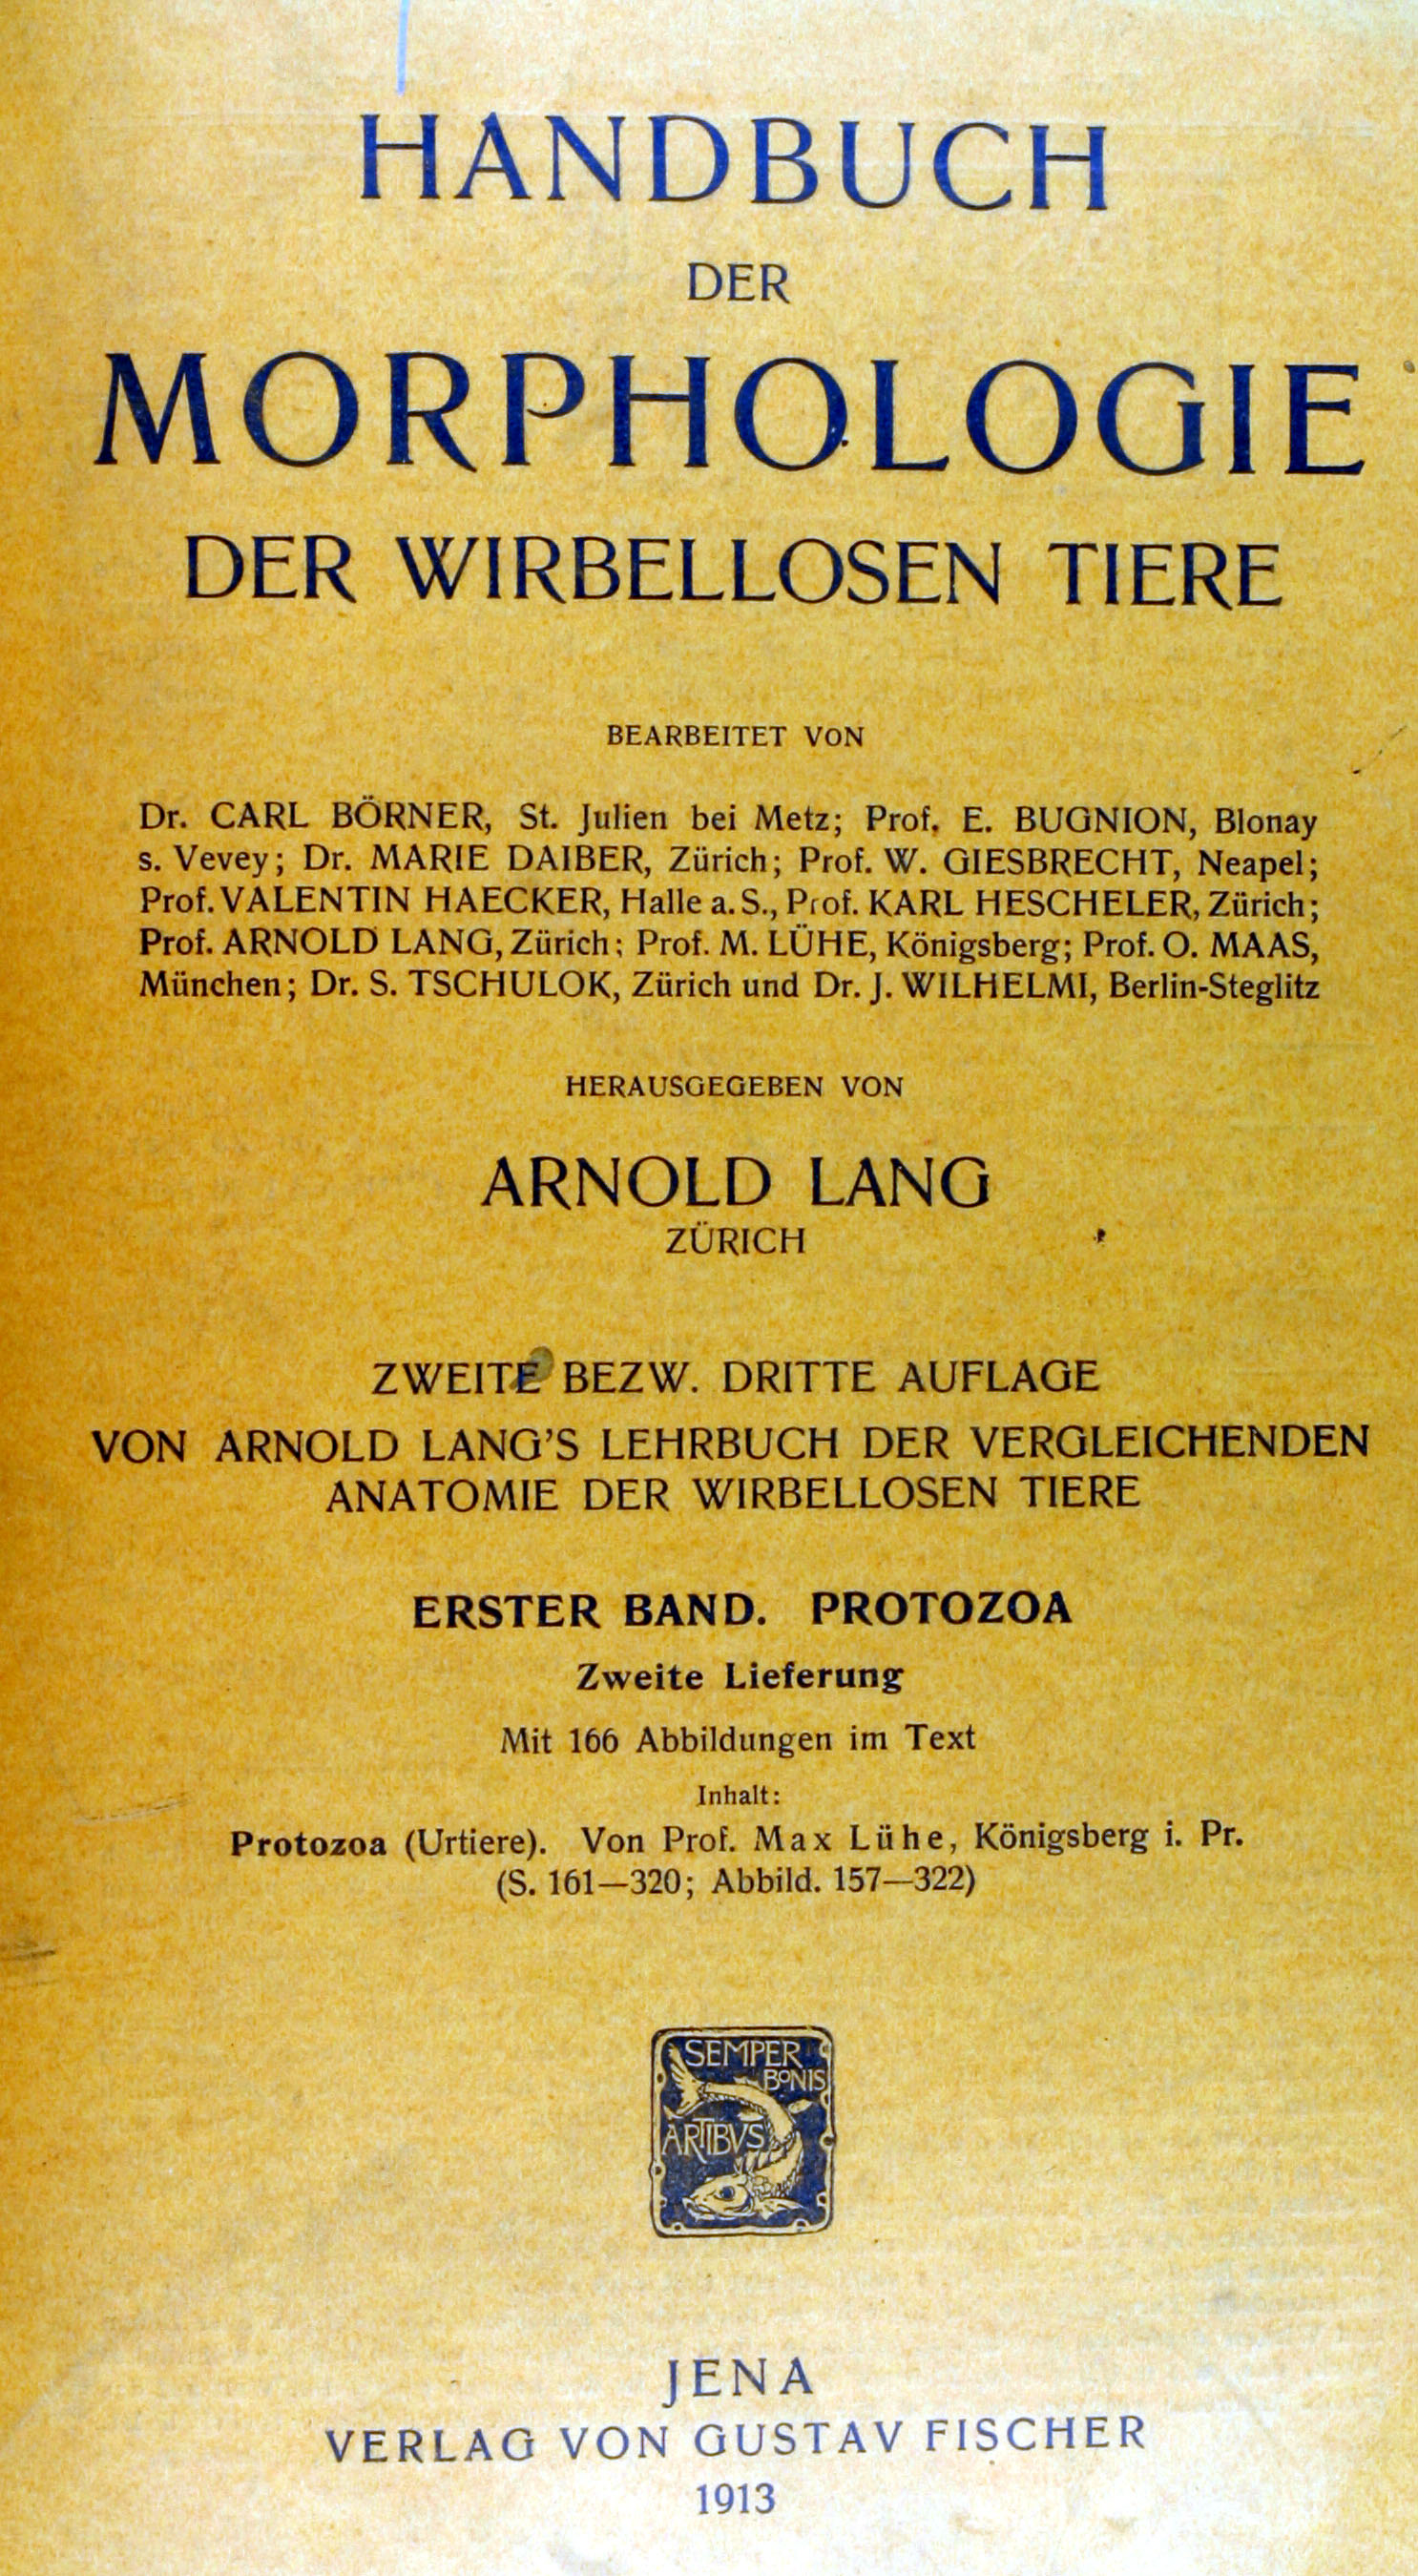 HANDBUCH
DER
MORPHOLOGIE
DER WIRBELLOSEN TIERE
BEARBEITET VON
Dr. CARL BÖRNER, St. Julien bei Metz; Prof. E. BUGNION, Blonay
s. Vevey; Dr. MARIE DAIBER, Zürich; Prof. W. GIESBRECHT, Neapel;
Prof. VALENTIN HAECKER, Halle a. S., Prof. KARL HESCHELER, Zürich;
Prof. ARNOLD LANG, Zürich; Prof. M. LÜHE, Königsberg; Prof. O. MAAS,
München; Dr. S. TSCHULOK, Zürich und Dr. J. WILHELMI, Berlin-Steglitz
HERAUSGEGEBEN VON
ARNOLD LANG
ZÜRICH
ZWEITE BEZW. DRITTE AUFLAGE
VON ARNOLD LANG'S LEHRBUCH DER VERGLEICHENDEN
ANATOMIE DER WIRBELLOSEN TIERE
ERSTER BAND. PROTOZOA
Zweite Lieferung
Mit 166 Abbildungen im Text
Inhalt:
Protozoa (Urtiere). Von Prof. Max Lühe, Königsberg i. Pr.
(S. 161—320; Abbild. 157—322)
SEMPER
BONIS
ARTIBVS
JENA
VERLAG VON GUSTAV FISCHER
1913